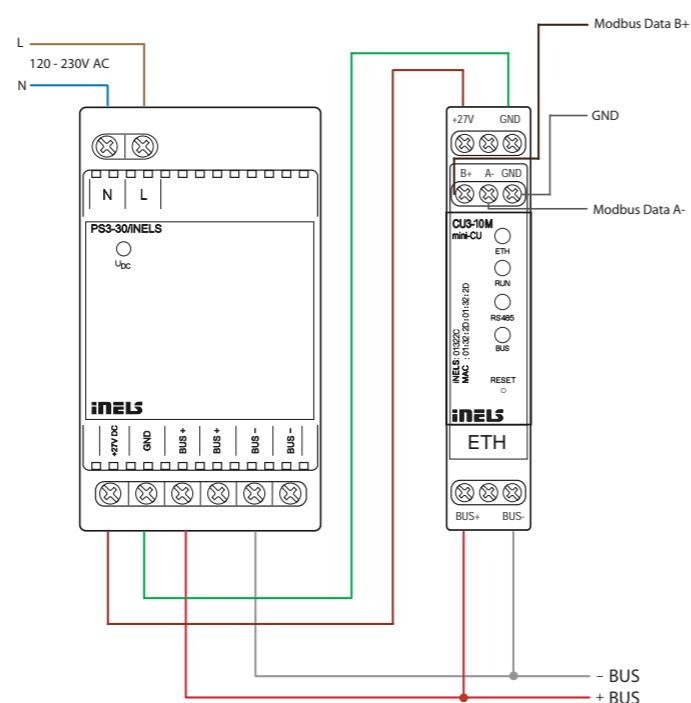 L
120 - 230V AC
N
N
L
PS3-30/iNELS
UDC
iNELS
+27V DC
GND
BUS +
BUS +
BUS −
BUS −
+27V
GND
B+
A-
GND
CU3-10M
mini-CU
ETH
RUN
RS485
BUS
iNELS: 01322C
MAC : 01:32:2D:01:32:2D
RESET
iNELS
ETH
BUS+
BUS-
Modbus Data B+
GND
Modbus Data A-
− BUS
+ BUS